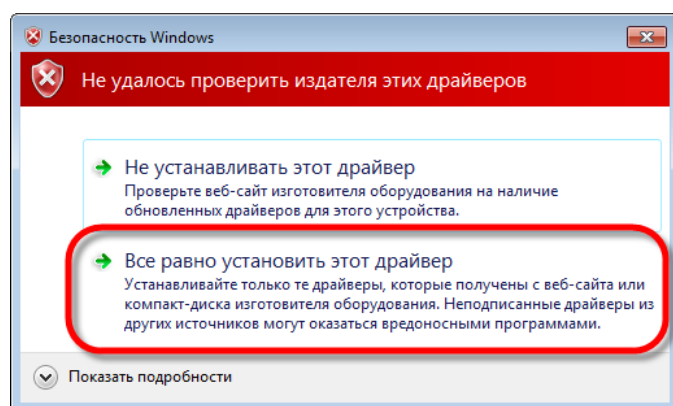 Безопасность Windows
Не удалось проверить издателя этих драйверов
Не устанавливать этот драйвер
Проверьте веб-сайт изготовителя оборудования на наличие
обновленных драйверов для этого устройства.
Все равно установить этот драйвер
Устанавливайте только те драйверы, которые получены с веб-сайта или
компакт-диска изготовителя оборудования. Неподписанные драйверы из
других источников могут оказаться вредоносными программами.
Показать подробности